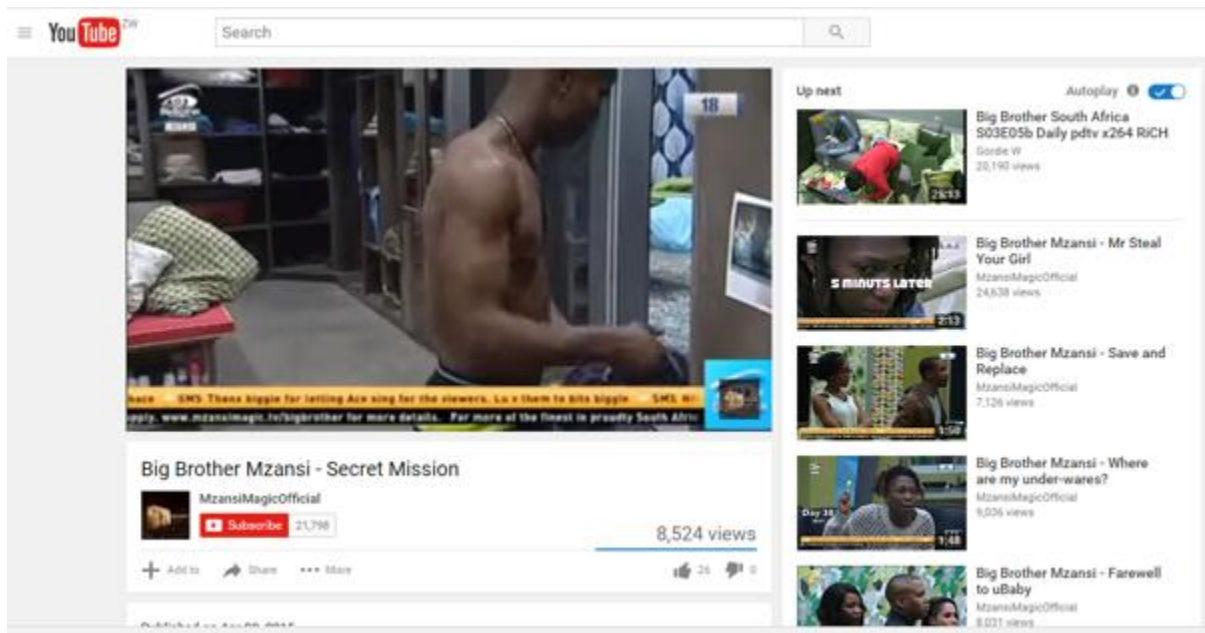 YouTube ZW
Search
18
SMS Thanx biggie for letting Ace sing for the viewers. Lu v them to bits biggie SMS
apply. www.mzansimagic.tv/bigbrother for more details. For more of the finest in proudly South Afric
Big Brother Mzansi - Secret Mission
MzansiMagicOfficial
Subscribe 21,798
8,524 views
Add to Share More
26 0
Up next Autoplay
Big Brother South Africa
S03E05b Daily pdtv x264 RiCH
Gordie W
20,190 views
Big Brother Mzansi - Mr Steal
Your Girl
MzansiMagicOfficial
24,638 views
5 MINUTS LATER
2:13
Big Brother Mzansi - Save and
Replace
MzansiMagicOfficial
7,126 views
1:50
Big Brother Mzansi - Where
are my under-wares?
MzansiMagicOfficial
9,036 views
Day 38
1:48
Big Brother Mzansi - Farewell
to uBaby
MzansiMagicOfficial
8,031 views